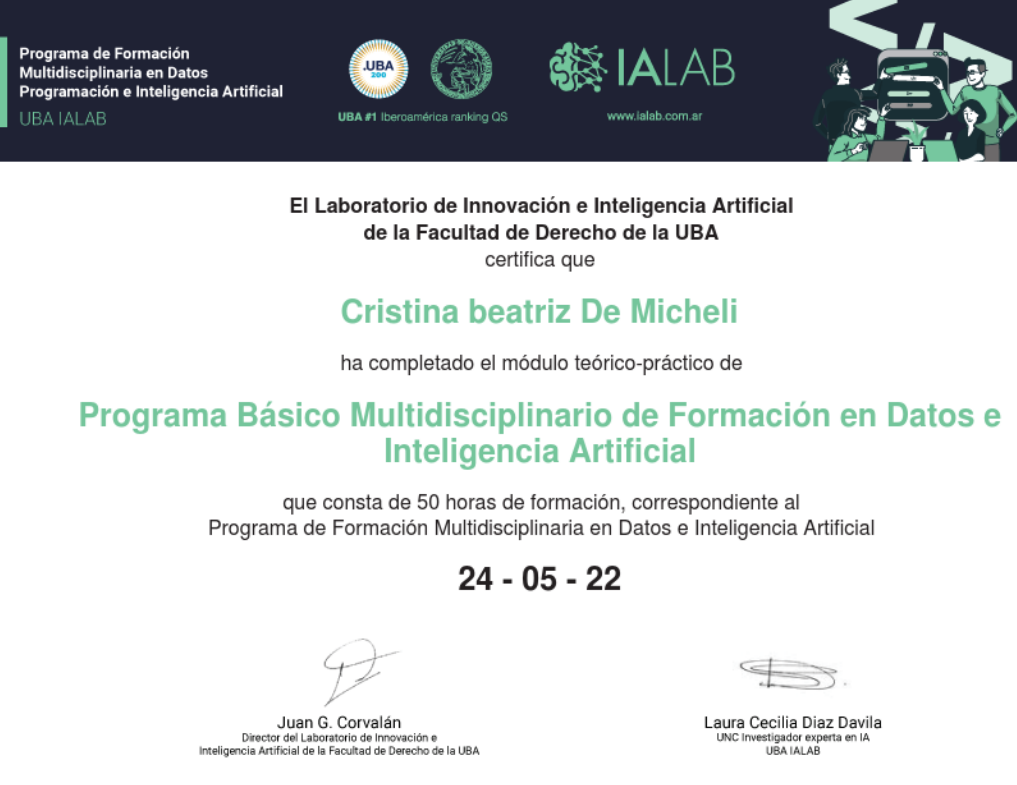 Programa de Formación
Multidisciplinaria en Datos
Programación e Inteligencia Artificial
UBA IALAB
.UBA
200
UBA #1 Iberoamérica ranking QS
IALAB
www.ialab.com.ar
El Laboratorio de Innovación e Inteligencia Artificial
de la Facultad de Derecho de la UBA
certifica que
Cristina beatriz De Micheli
ha completado el módulo teórico-práctico de
Programa Básico Multidisciplinario de Formación en Datos e
Inteligencia Artificial
que consta de 50 horas de formación, correspondiente al
Programa de Formación Multidisciplinaria en Datos e Inteligencia Artificial
24 - 05 - 22
Juan G. Corvalán
Director del Laboratorio de Innovación e
Inteligencia Artificial de la Facultad de Derecho de la UBA
Laura Cecilia Diaz Davila
UNC Investigador experta en IA
UBA IALAB